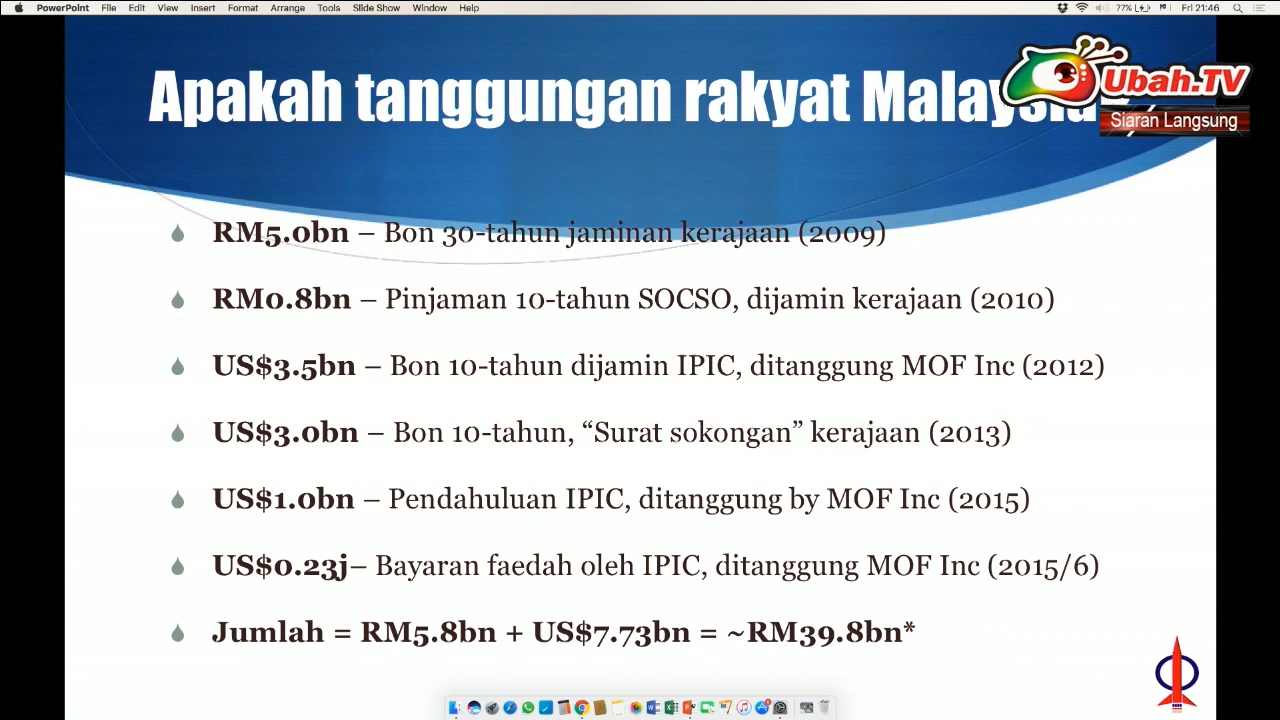 PowerPoint File Edit View Insert Format Arrange Tools Slide Show Window Help 77% Fri 21:46
Apakah tanggungan rakyat Malaysia?
Ubah.TV
Siaran Langsung
RM5.0bn – Bon 30-tahun jaminan kerajaan (2009)
RM0.8bn – Pinjaman 10-tahun SOCSO, dijamin kerajaan (2010)
US$3.5bn – Bon 10-tahun dijamin IPIC, ditanggung MOF Inc (2012)
US$3.0bn – Bon 10-tahun, “Surat sokongan” kerajaan (2013)
US$1.0bn – Pendahuluan IPIC, ditanggung by MOF Inc (2015)
US$0.23j– Bayaran faedah oleh IPIC, ditanggung MOF Inc (2015/6)
Jumlah = RM5.8bn + US$7.73bn = ~RM39.8bn*